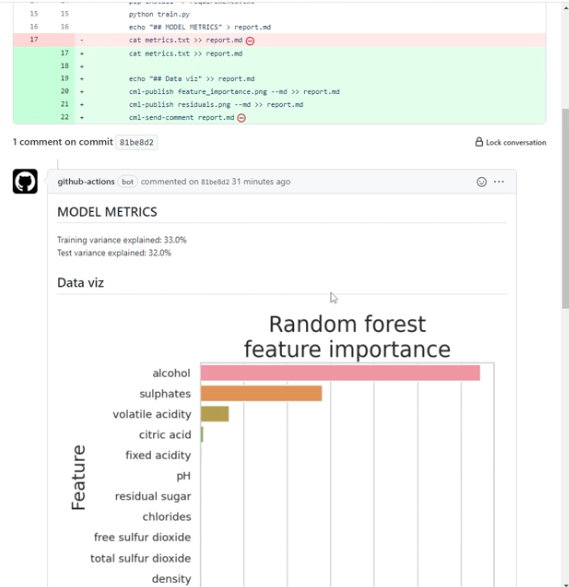 15 15 python train.py
16 16 echo "## MODEL METRICS" > report.md
17 - cat metrics.txt >> report.md
17 + cat metrics.txt >> report.md
18 +
19 + echo "## Data viz" >> report.md
20 + cml-publish feature_importance.png --md >> report.md
21 + cml-publish residuals.png --md >> report.md
22 + cml-send-comment report.md
1 comment on commit 81be8d2
Lock conversation
github-actions bot commented on 81be8d2 31 minutes ago
MODEL METRICS
Training variance explained: 33.0%
Test variance explained: 32.0%
Data viz
Random forest
feature importance
Feature
alcohol
sulphates
volatile acidity
citric acid
fixed acidity
pH
residual sugar
chlorides
free sulfur dioxide
total sulfur dioxide
density